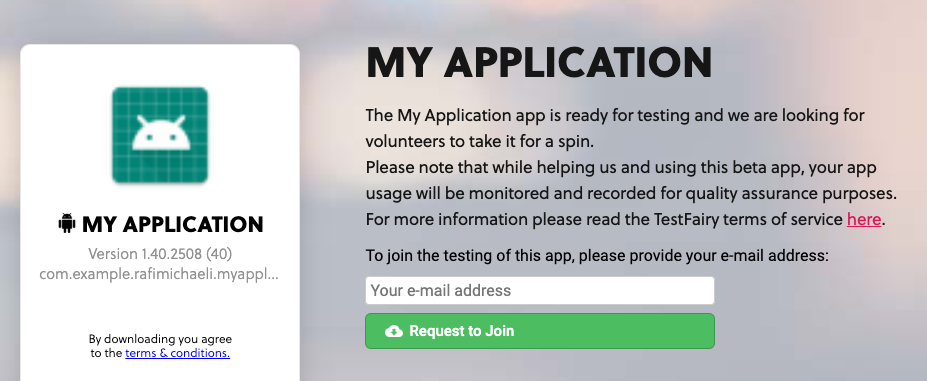 MY APPLICATION
Version 1.40.2508 (40)
com.example.rafimichaeli.myappl...
By downloading you agree
to the terms & conditions.
MY APPLICATION
The My Application app is ready for testing and we are looking for
volunteers to take it for a spin.
Please note that while helping us and using this beta app, your app
usage will be monitored and recorded for quality assurance purposes.
For more information please read the TestFairy terms of service here.
To join the testing of this app, please provide your e-mail address:
Your e-mail address
Request to Join